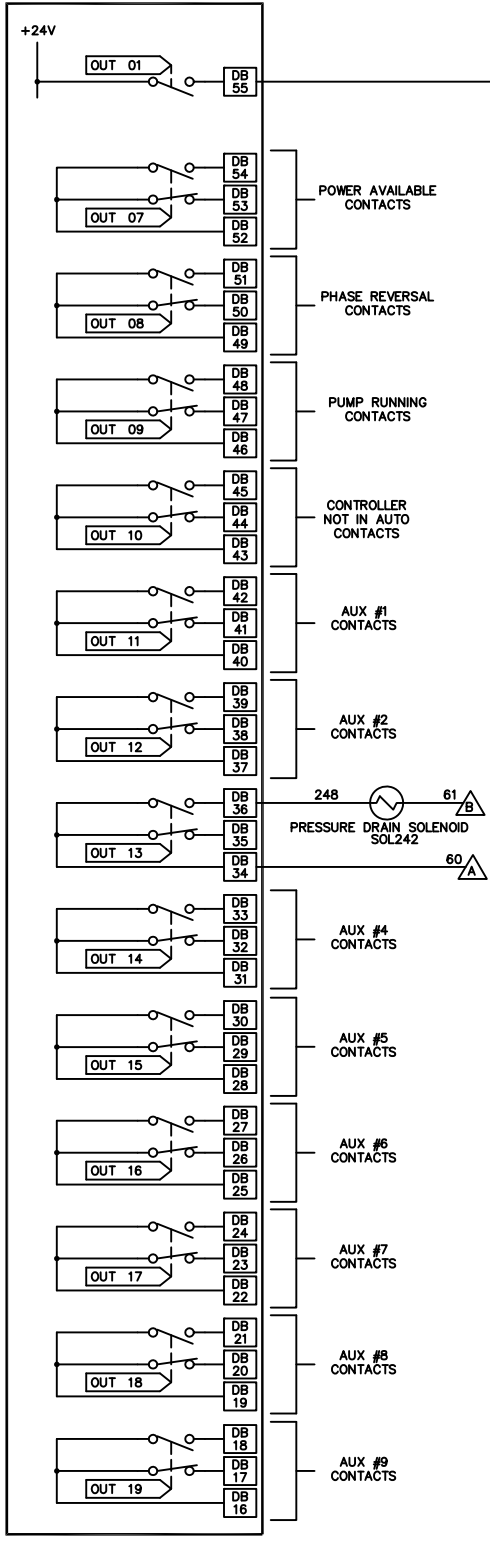 +24V
OUT 01
DB
55
DB
54
DB
53
OUT 07
DB
52
POWER AVAILABLE
CONTACTS
DB
51
DB
50
OUT 08
DB
49
PHASE REVERSAL
CONTACTS
DB
48
DB
47
OUT 09
DB
46
PUMP RUNNING
CONTACTS
DB
45
DB
44
OUT 10
DB
43
CONTROLLER
NOT IN AUTO
CONTACTS
DB
42
DB
41
OUT 11
DB
40
AUX #1
CONTACTS
DB
39
DB
38
OUT 12
DB
37
AUX #2
CONTACTS
DB
36
248
61
B
PRESSURE DRAIN SOLENOID
SOL242
DB
35
OUT 13
DB
34
60
A
DB
33
DB
32
OUT 14
DB
31
AUX #4
CONTACTS
DB
30
DB
29
OUT 15
DB
28
AUX #5
CONTACTS
DB
27
DB
26
OUT 16
DB
25
AUX #6
CONTACTS
DB
24
DB
23
OUT 17
DB
22
AUX #7
CONTACTS
DB
21
DB
20
OUT 18
DB
19
AUX #8
CONTACTS
DB
18
DB
17
OUT 19
DB
16
AUX #9
CONTACTS